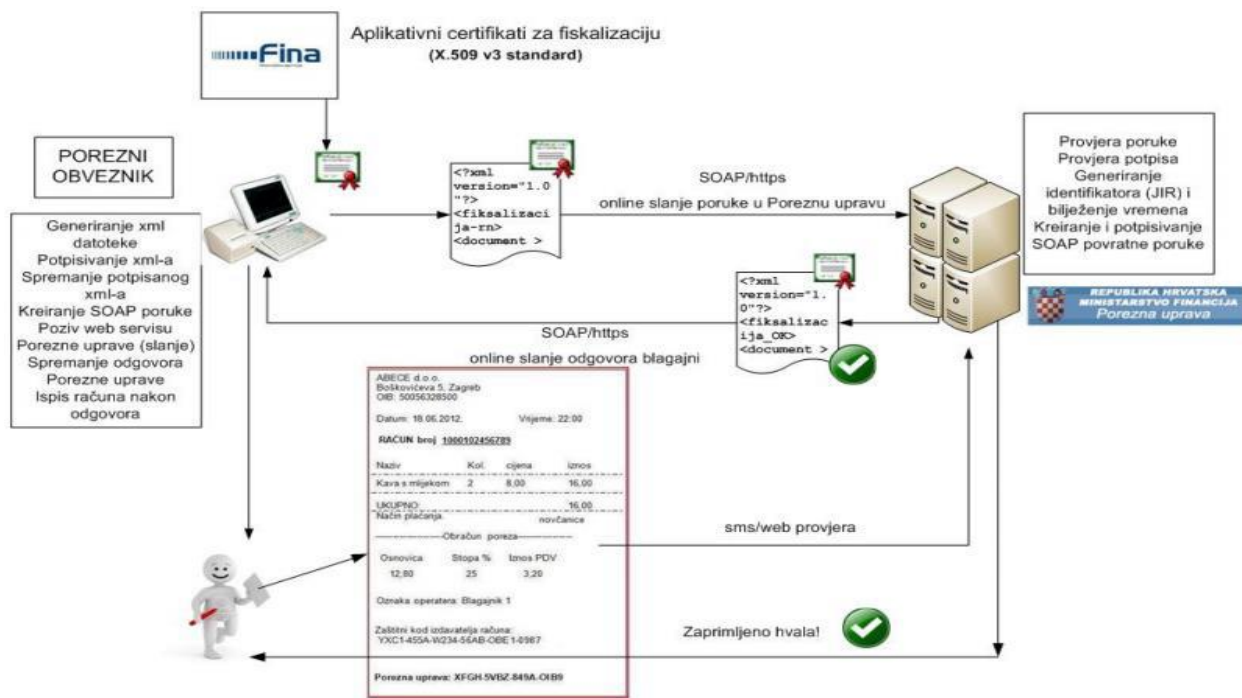 Fina
Aplikativni certifikati za fiskalizaciju
(X.509 v3 standard)
POREZNI
OBVEZNIK
Generiranje xml
datoteke
Potpisivanje xml-a
Spremanje potpisanog
xml-a
Kreiranje SOAP poruke
Poziv web servisu
Porezne uprave (slanje)
Spremanje odgovora
Porezne uprave
Ispis računa nakon
odgovora
<?xml
version="1.0
"?>
<fiksalizaci
ja-rn>
<document >
SOAP/https
online slanje poruke u Poreznu upravu
Provjera poruke
Provjera potpisa
Generiranje
identifikatora (JIR) i
bilježenje vremena
Kreiranje i potpisivanje
SOAP povratne poruke
REPUBLIKA HRVATSKA
MINISTARSTVO FINANCIJA
Porezna uprava
<?xml
version="1.
0"?>
<fiksalizac
ija_OK>
<document >
SOAP/https
online slanje odgovora blagajni
ABECE d.o.o.
Boškovićeva 5, Zagreb
OIB: 50056328500
Datum: 18.06.2012. Vrijeme: 22:00
RAČUN broj 1000102456789
Naziv Kol. cijena iznos
Kava s mlijekom 2 8,00 16,00
UKUPNO: 16,00
Način plaćanja. novčanice
Obračun poreza
Osnovica Stopa % Iznos PDV
12,80 25 3,20
Oznaka operatera: Blagajnik 1
Zaštitni kod izdavatelja računa:
YXC1-455A-W234-56AB-OBE1-0987
Porezna uprava: XFGH-5VBZ-849A-OIB9
sms/web provjera
Zaprimljeno hvala!